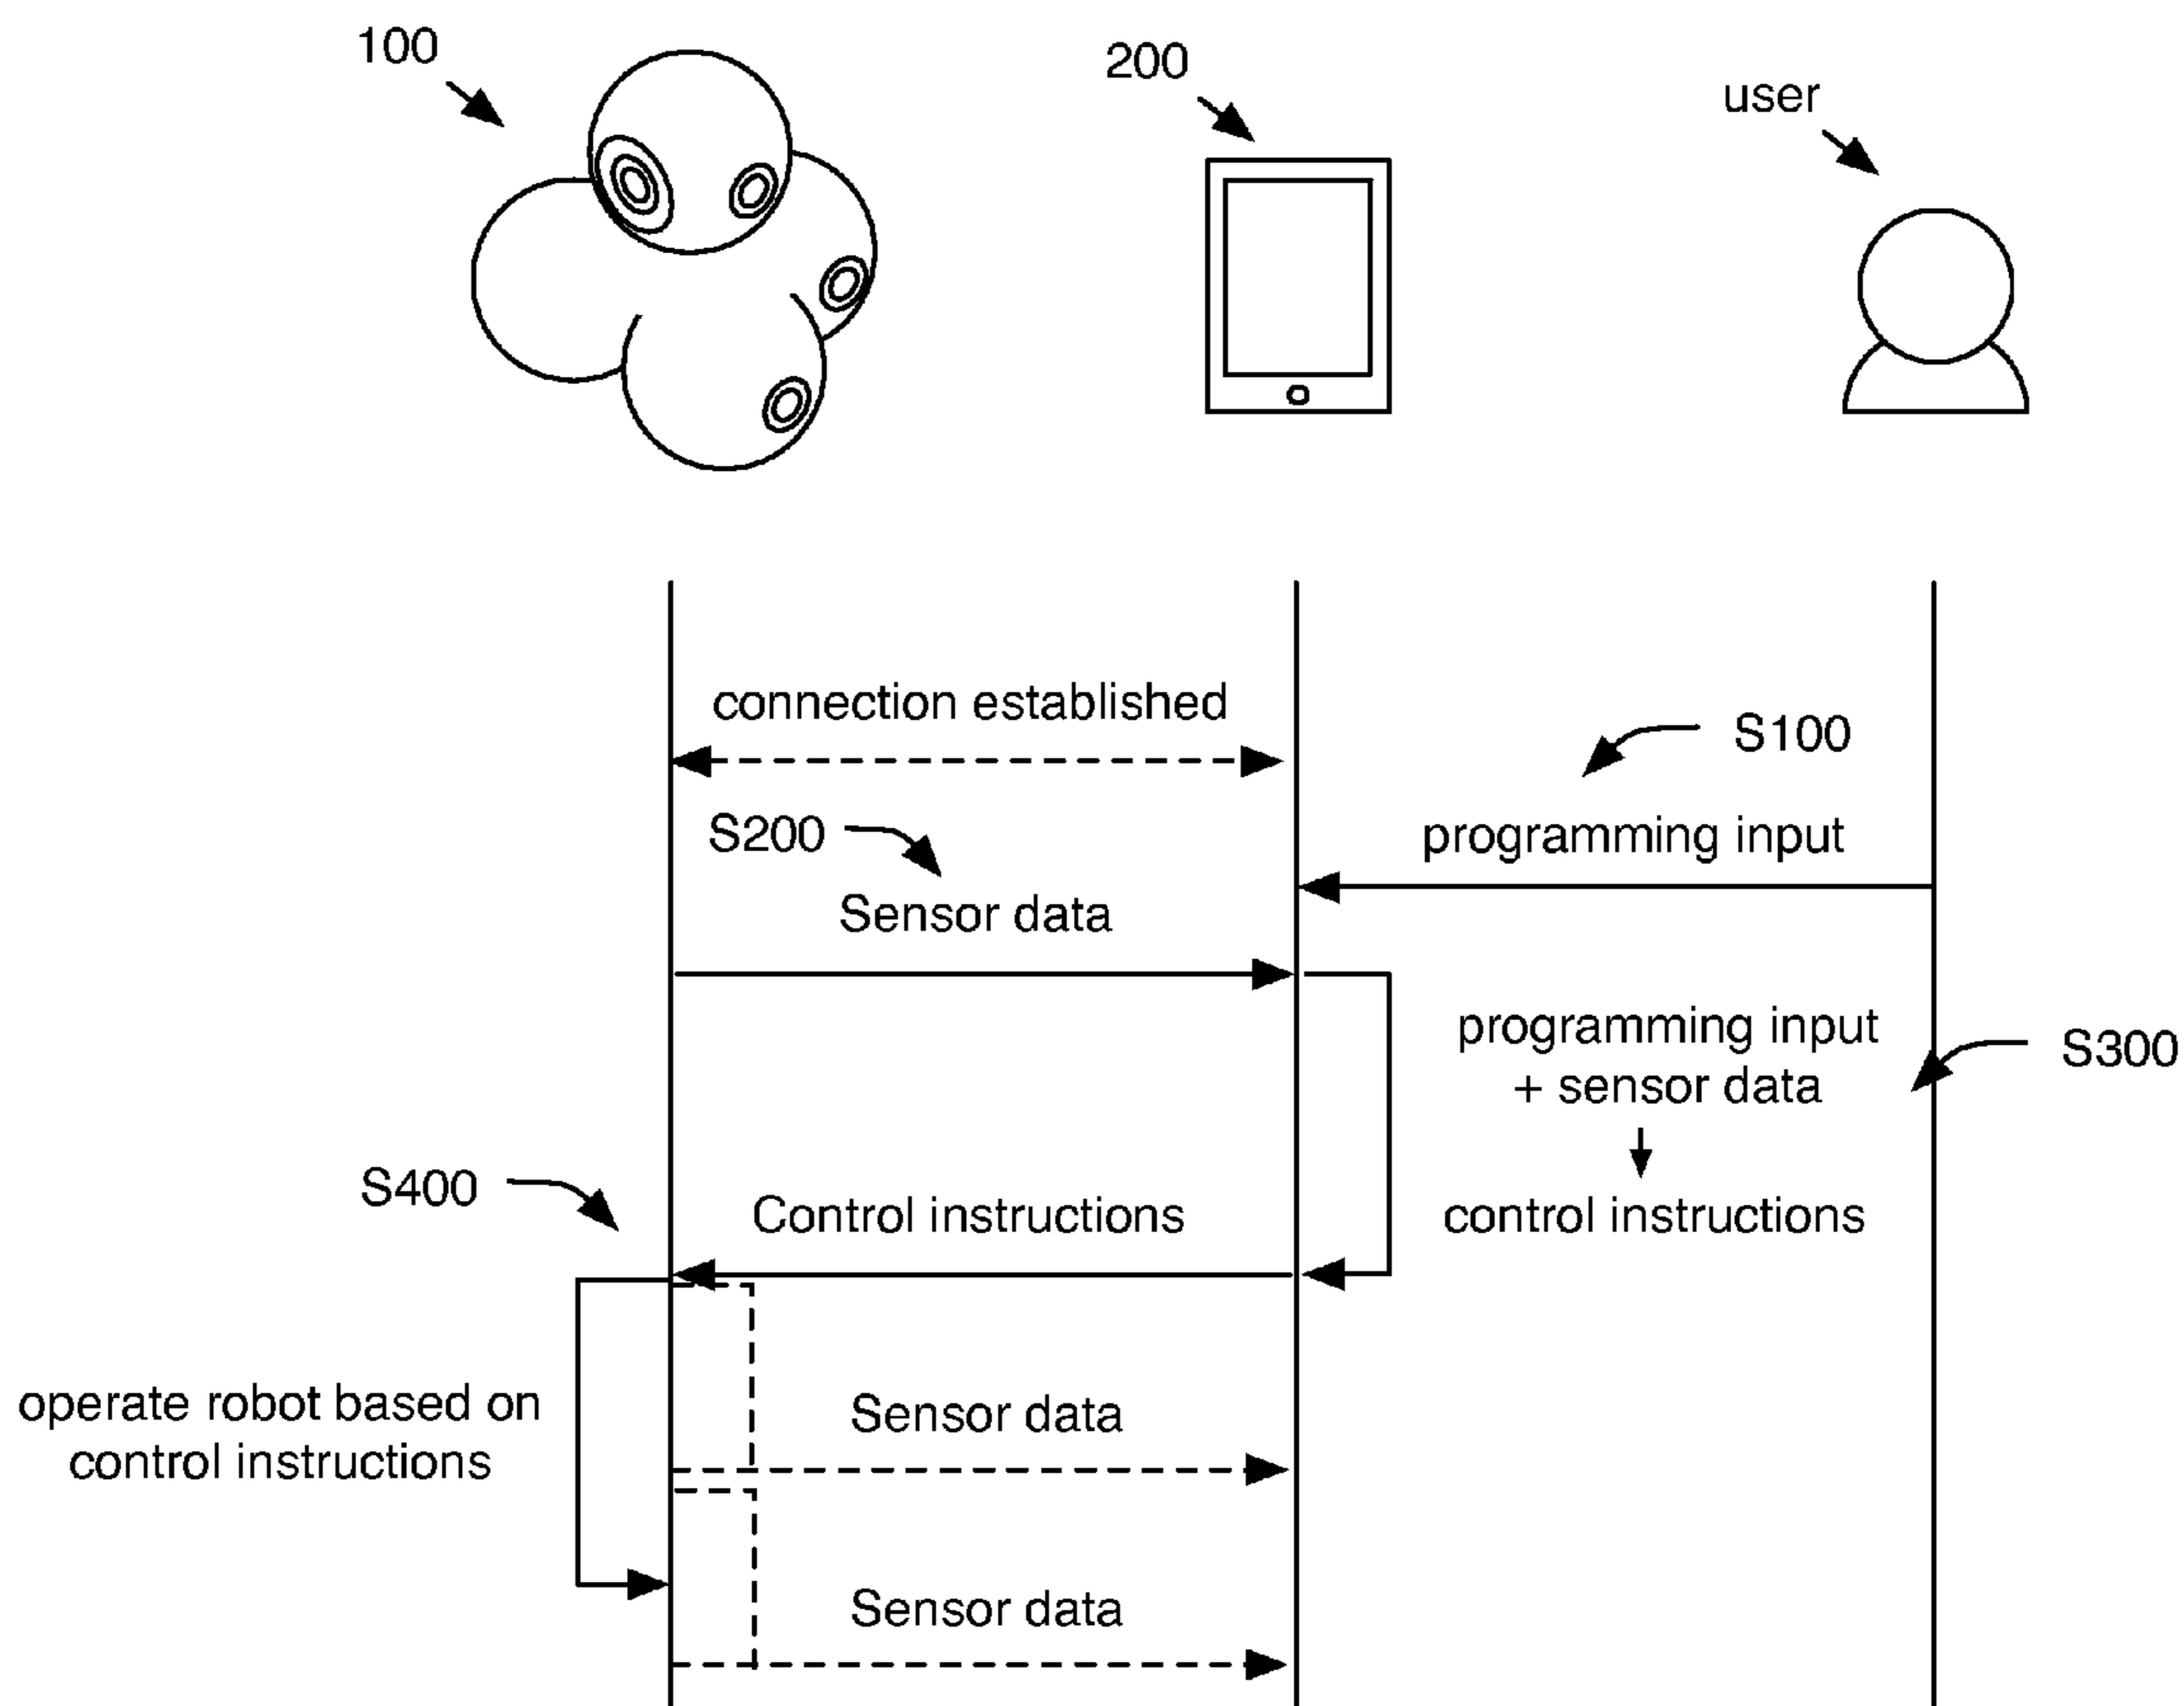 100
200
user
connection established
S100
S200
programming input
Sensor data
programming input
+ sensor data
S300
control instructions
S400
Control instructions
operate robot based on
control instructions
Sensor data
Sensor data